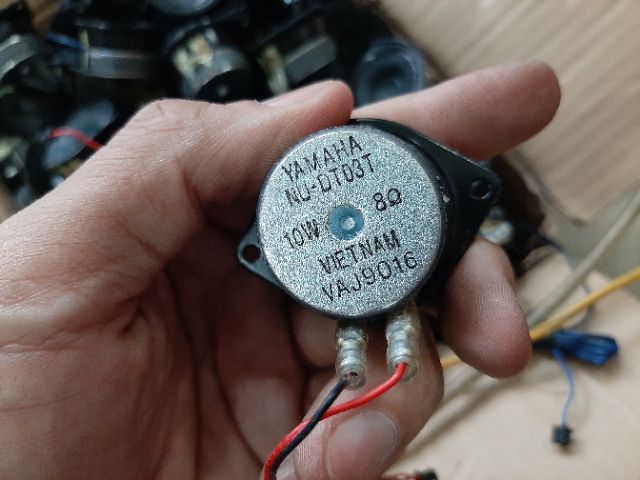 YAMAHA
NU-DT03T
10W 8Ω
VIETNAM
VAJ9016